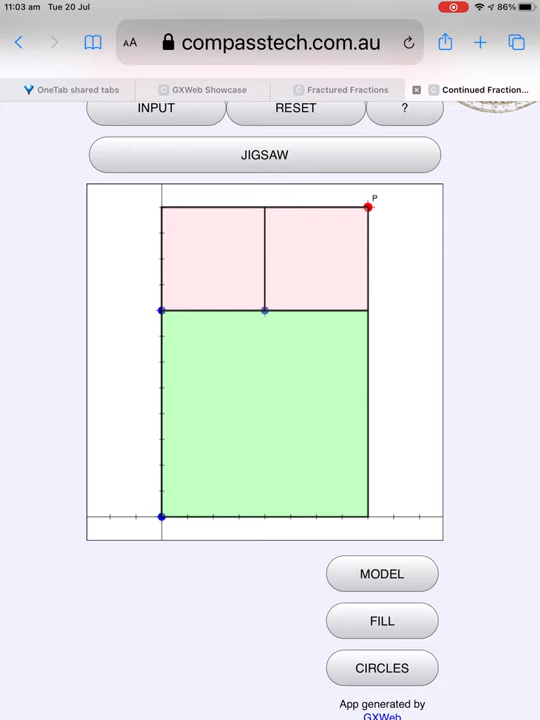 11:03 am Tue 20 Jul 86%
AA compasstech.com.au
OneTab shared tabs GXWeb Showcase Fractured Fractions Continued Fraction...
INPUT RESET ?
JIGSAW
P
MODEL
FILL
CIRCLES
App generated by
GXWeb